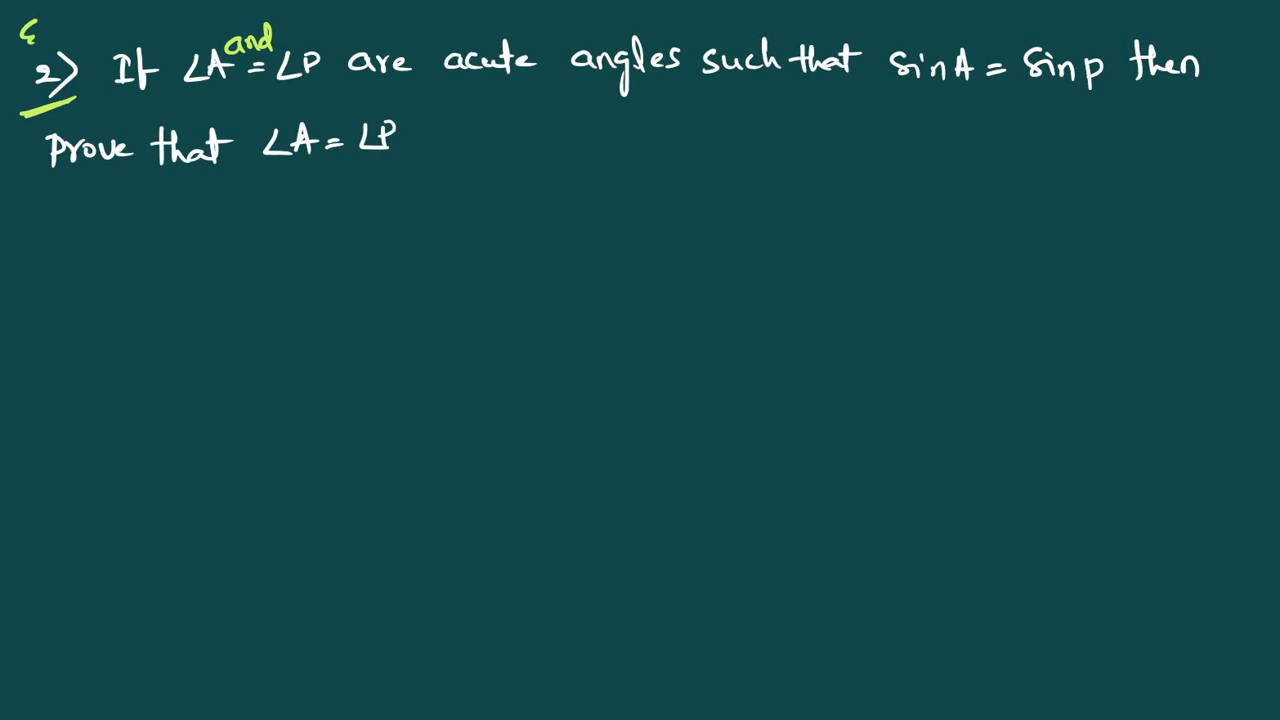 2) If ∠A and = ∠P are acute angles such that sin A = sin p then
prove that ∠A = ∠P